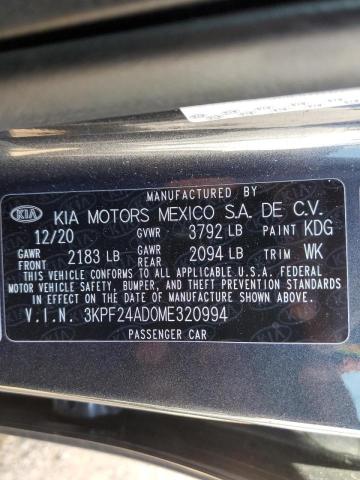 MANUFACTURED BY
KIA KIA MOTORS MEXICO S.A. DE C.V.
12/20 GVWR 3792 LB PAINT KDG
GAWR FRONT 2183 LB GAWR REAR 2094 LB TRIM WK
THIS VEHICLE CONFORMS TO ALL APPLICABLE U.S.A. FEDERAL
MOTOR VEHICLE SAFETY, BUMPER, AND THEFT PREVENTION STANDARDS
IN EFFECT ON THE DATE OF MANUFACTURE SHOWN ABOVE.
V.I.N. 3KPF24AD0ME320994
PASSENGER CAR